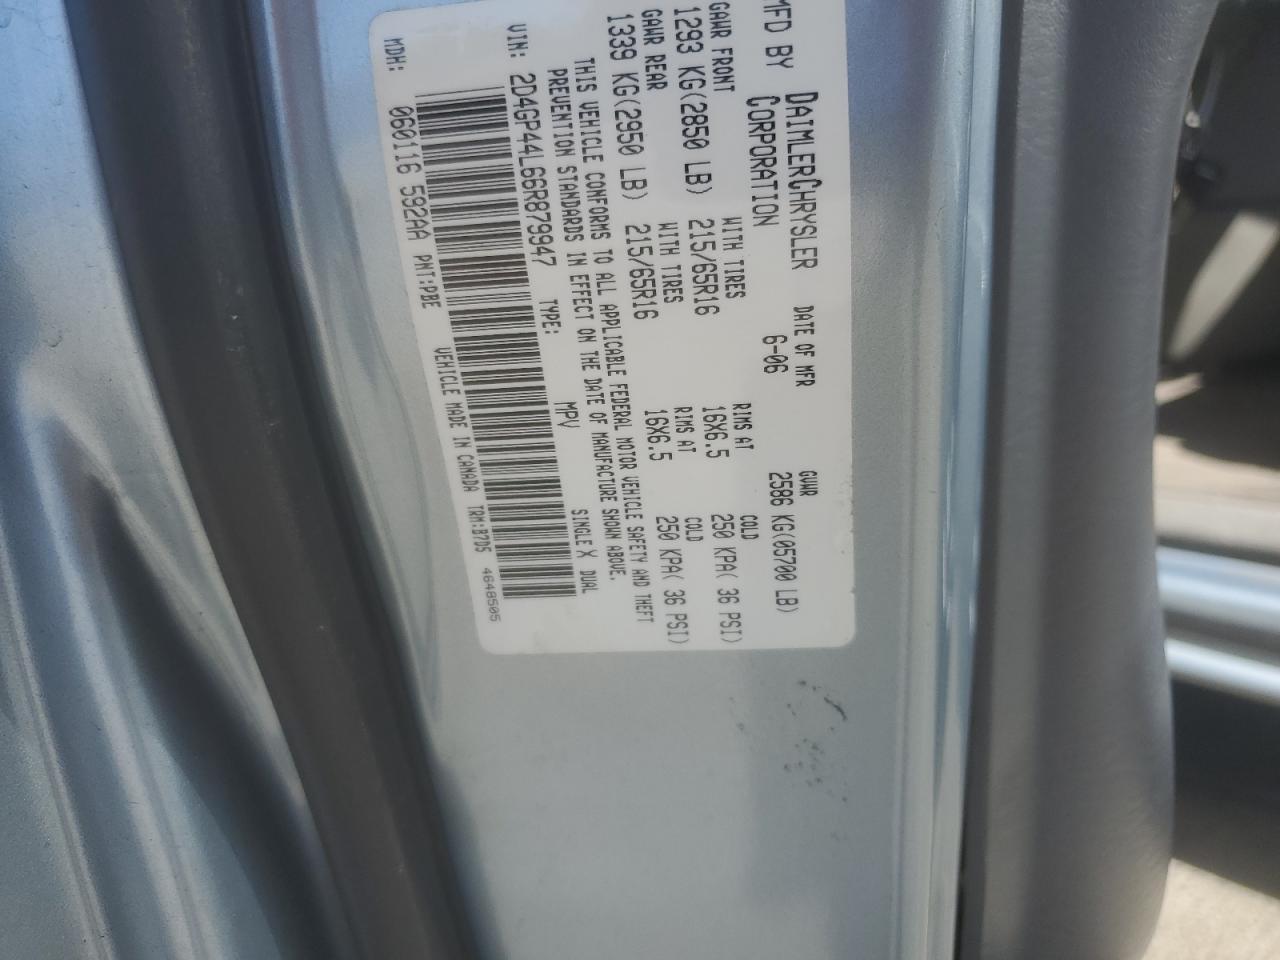 MFD BY DAIMLERCHRYSLER CORPORATION DATE OF MFR 6-06 GVWR 2586 KG(05700 LB)
GAWR FRONT WITH TIRES RIMS AT COLD
1293 KG(2850 LB) 215/65R16 16X6.5 250 KPA( 36 PSI)
GAWR REAR WITH TIRES RIMS AT COLD
1339 KG(2950 LB) 215/65R16 16X6.5 250 KPA( 36 PSI)
THIS VEHICLE CONFORMS TO ALL APPLICABLE FEDERAL MOTOR VEHICLE SAFETY AND THEFT
PREVENTION STANDARDS IN EFFECT ON THE DATE OF MANUFACTURE SHOWN ABOVE.
VIN: 2D4GP44L66R879947 TYPE: MPV SINGLE X DUAL
MDH: 060116 592AA PNT:PBE VEHICLE MADE IN CANADA TRM:B7D5 4648505